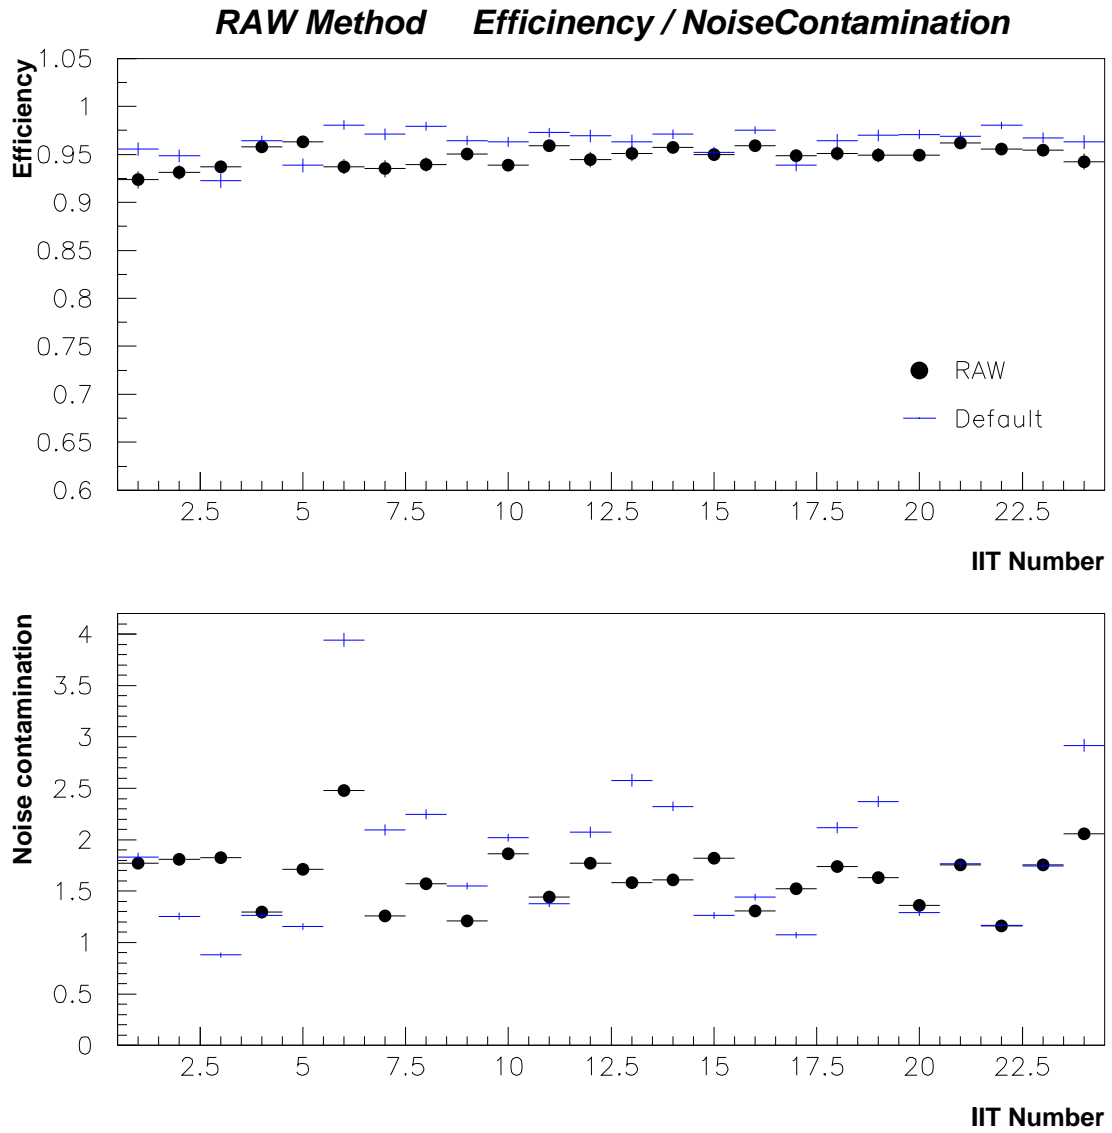 RAW Method Efficinency / NoiseContamination
Efficiency
1.05
1
0.95
0.9
0.85
0.8
0.75
0.7
0.65
0.6
RAW
Default
2.5 5 7.5 10 12.5 15 17.5 20 22.5
IIT Number
Noise contamination
4
3.5
3
2.5
2
1.5
1
0.5
0
2.5 5 7.5 10 12.5 15 17.5 20 22.5
IIT Number